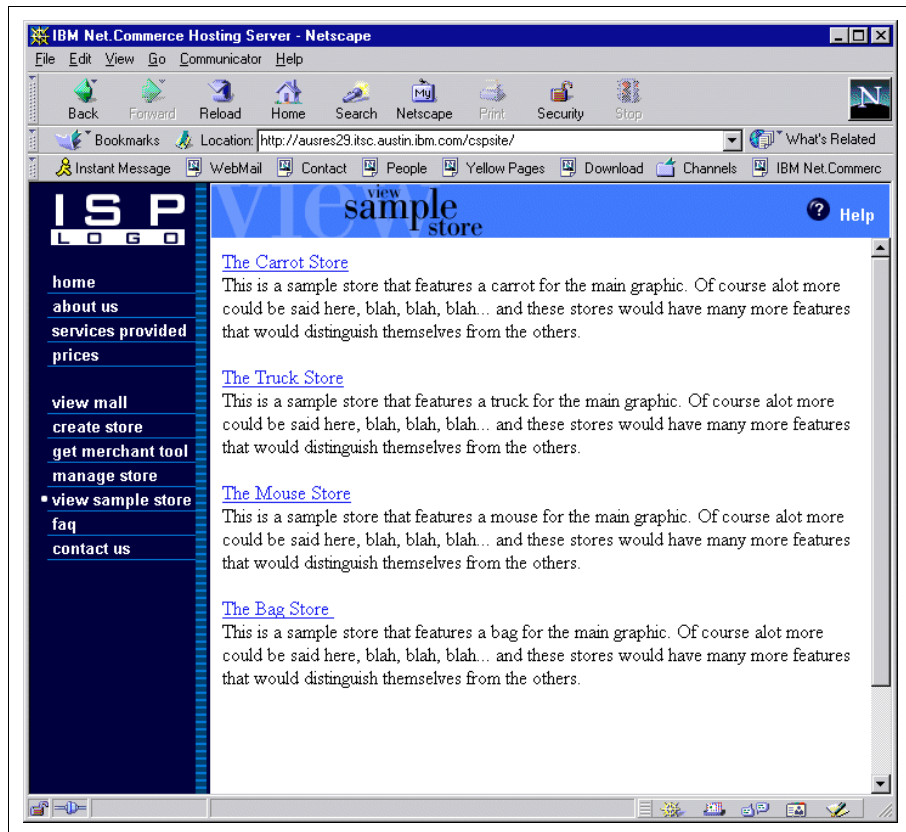 IBM Net.Commerce Hosting Server - Netscape
File Edit View Go Communicator Help
Back Forward Reload Home Search My Netscape Print Security Stop N
Bookmarks Location: http://ausres29.itsc.austin.ibm.com/cspsite/ What's Related
Instant Message WebMail Contact People Yellow Pages Download Channels IBM Net.Commerc
ISP
LOGO
home
about us
services provided
prices
view mall
create store
get merchant tool
manage store
view sample store
faq
contact us
view
view
sample
store
? Help
The Carrot Store
This is a sample store that features a carrot for the main graphic. Of course alot more
could be said here, blah, blah, blah... and these stores would have many more features
that would distinguish themselves from the others.
The Truck Store
This is a sample store that features a truck for the main graphic. Of course alot more
could be said here, blah, blah, blah... and these stores would have many more features
that would distinguish themselves from the others.
The Mouse Store
This is a sample store that features a mouse for the main graphic. Of course alot more
could be said here, blah, blah, blah... and these stores would have many more features
that would distinguish themselves from the others.
The Bag Store
This is a sample store that features a bag for the main graphic. Of course alot more
could be said here, blah, blah, blah... and these stores would have many more features
that would distinguish themselves from the others.